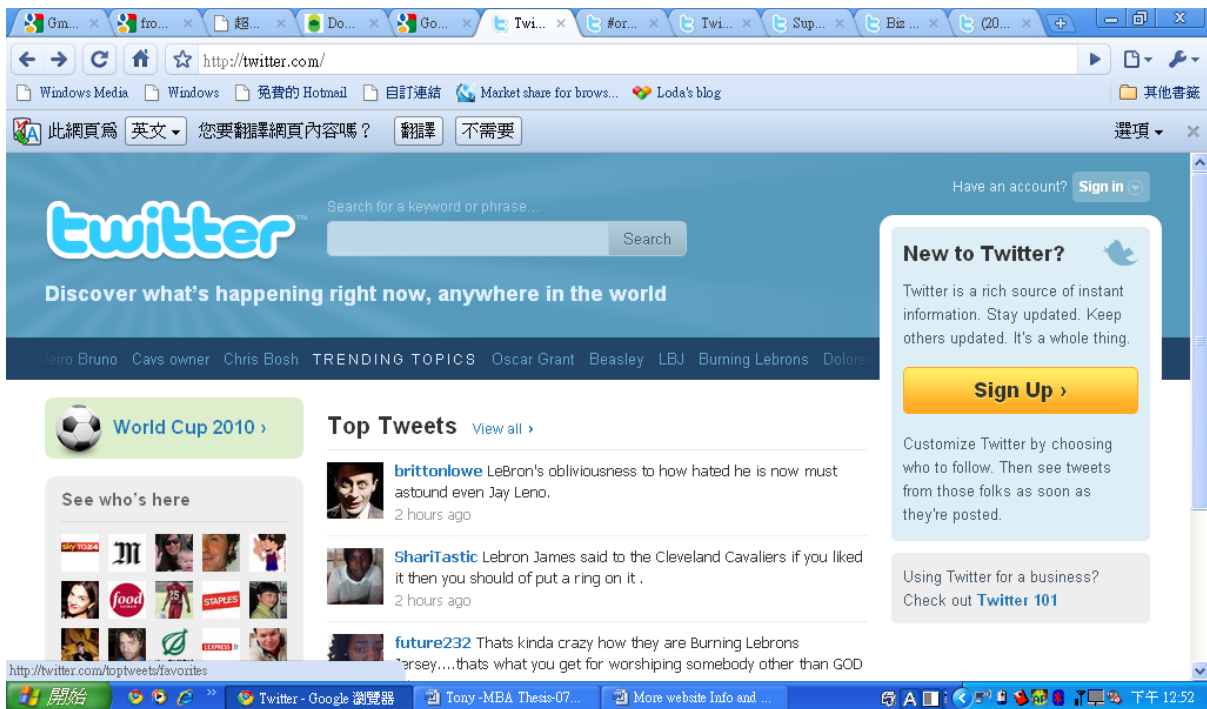 Gm... fro... 超... Do... Go... Twi... #or... Twi... Sup... Biz ... (20...
http://twitter.com/
Windows Media Windows 免費的 Hotmail 自訂連結 Market share for brows... Loda's blog 其他書籤
此網頁為 英文 您要翻譯網頁內容嗎？ 翻譯 不需要 選項
Have an account? Sign in
twitter™
Search for a keyword or phrase...
Search
Discover what's happening right now, anywhere in the world
New to Twitter?
Twitter is a rich source of instant
information. Stay updated. Keep
others updated. It's a whole thing.
Sign Up ›
Customize Twitter by choosing
who to follow. Then see tweets
from those folks as soon as
they're posted.
Using Twitter for a business?
Check out Twitter 101
eiro Bruno Cavs owner Chris Bosh TRENDING TOPICS Oscar Grant Beasley LBJ Burning Lebrons Dolore
World Cup 2010 ›
See who's here
sky TG24 M
food 25 STAPLES
L'EXPRESS.fr
Top Tweets View all ›
brittonlowe LeBron's obliviousness to how hated he is now must
astound even Jay Leno.
2 hours ago
ShariTastic Lebron James said to the Cleveland Cavaliers if you liked
it then you should of put a ring on it .
2 hours ago
future232 Thats kinda crazy how they are Burning Lebrons
Jersey....thats what you get for worshiping somebody other than GOD
http://twitter.com/toptweets/favorites
開始 Twitter - Google 瀏覽器 Tony -MBA Thesis-07... More website Info and ... A 下午 12:52